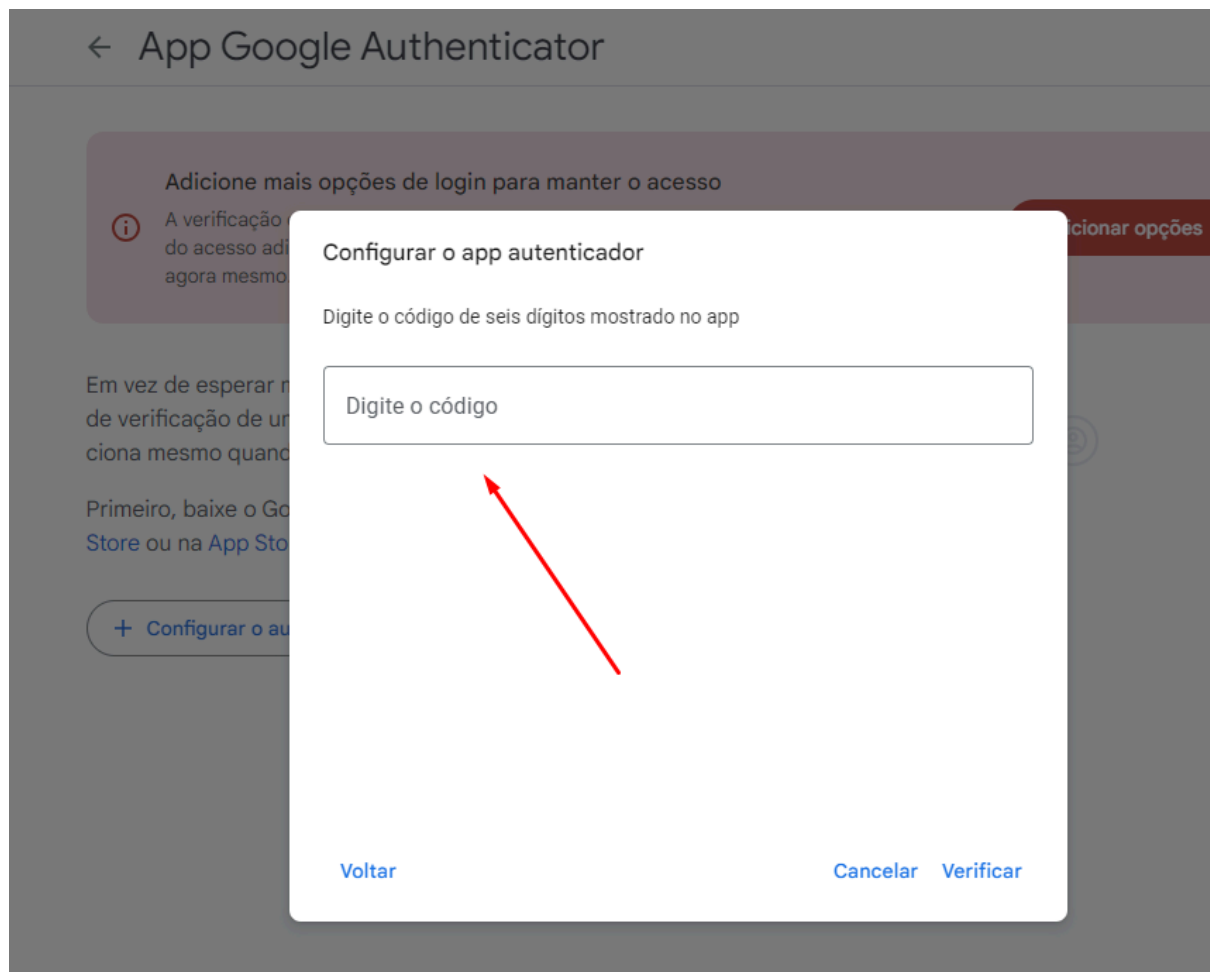 App Google Authenticator
Adicione mais opções de login para manter o acesso
A verificação
do acesso adi
agora mesmo.
icionar opções
Configurar o app autenticador
Digite o código de seis dígitos mostrado no app
Digite o código
Em vez de esperar
de verificação de
ciona mesmo quand
Primeiro, baixe o Go
Store ou na App Sto
+ Configurar o au
Voltar
Cancelar Verificar